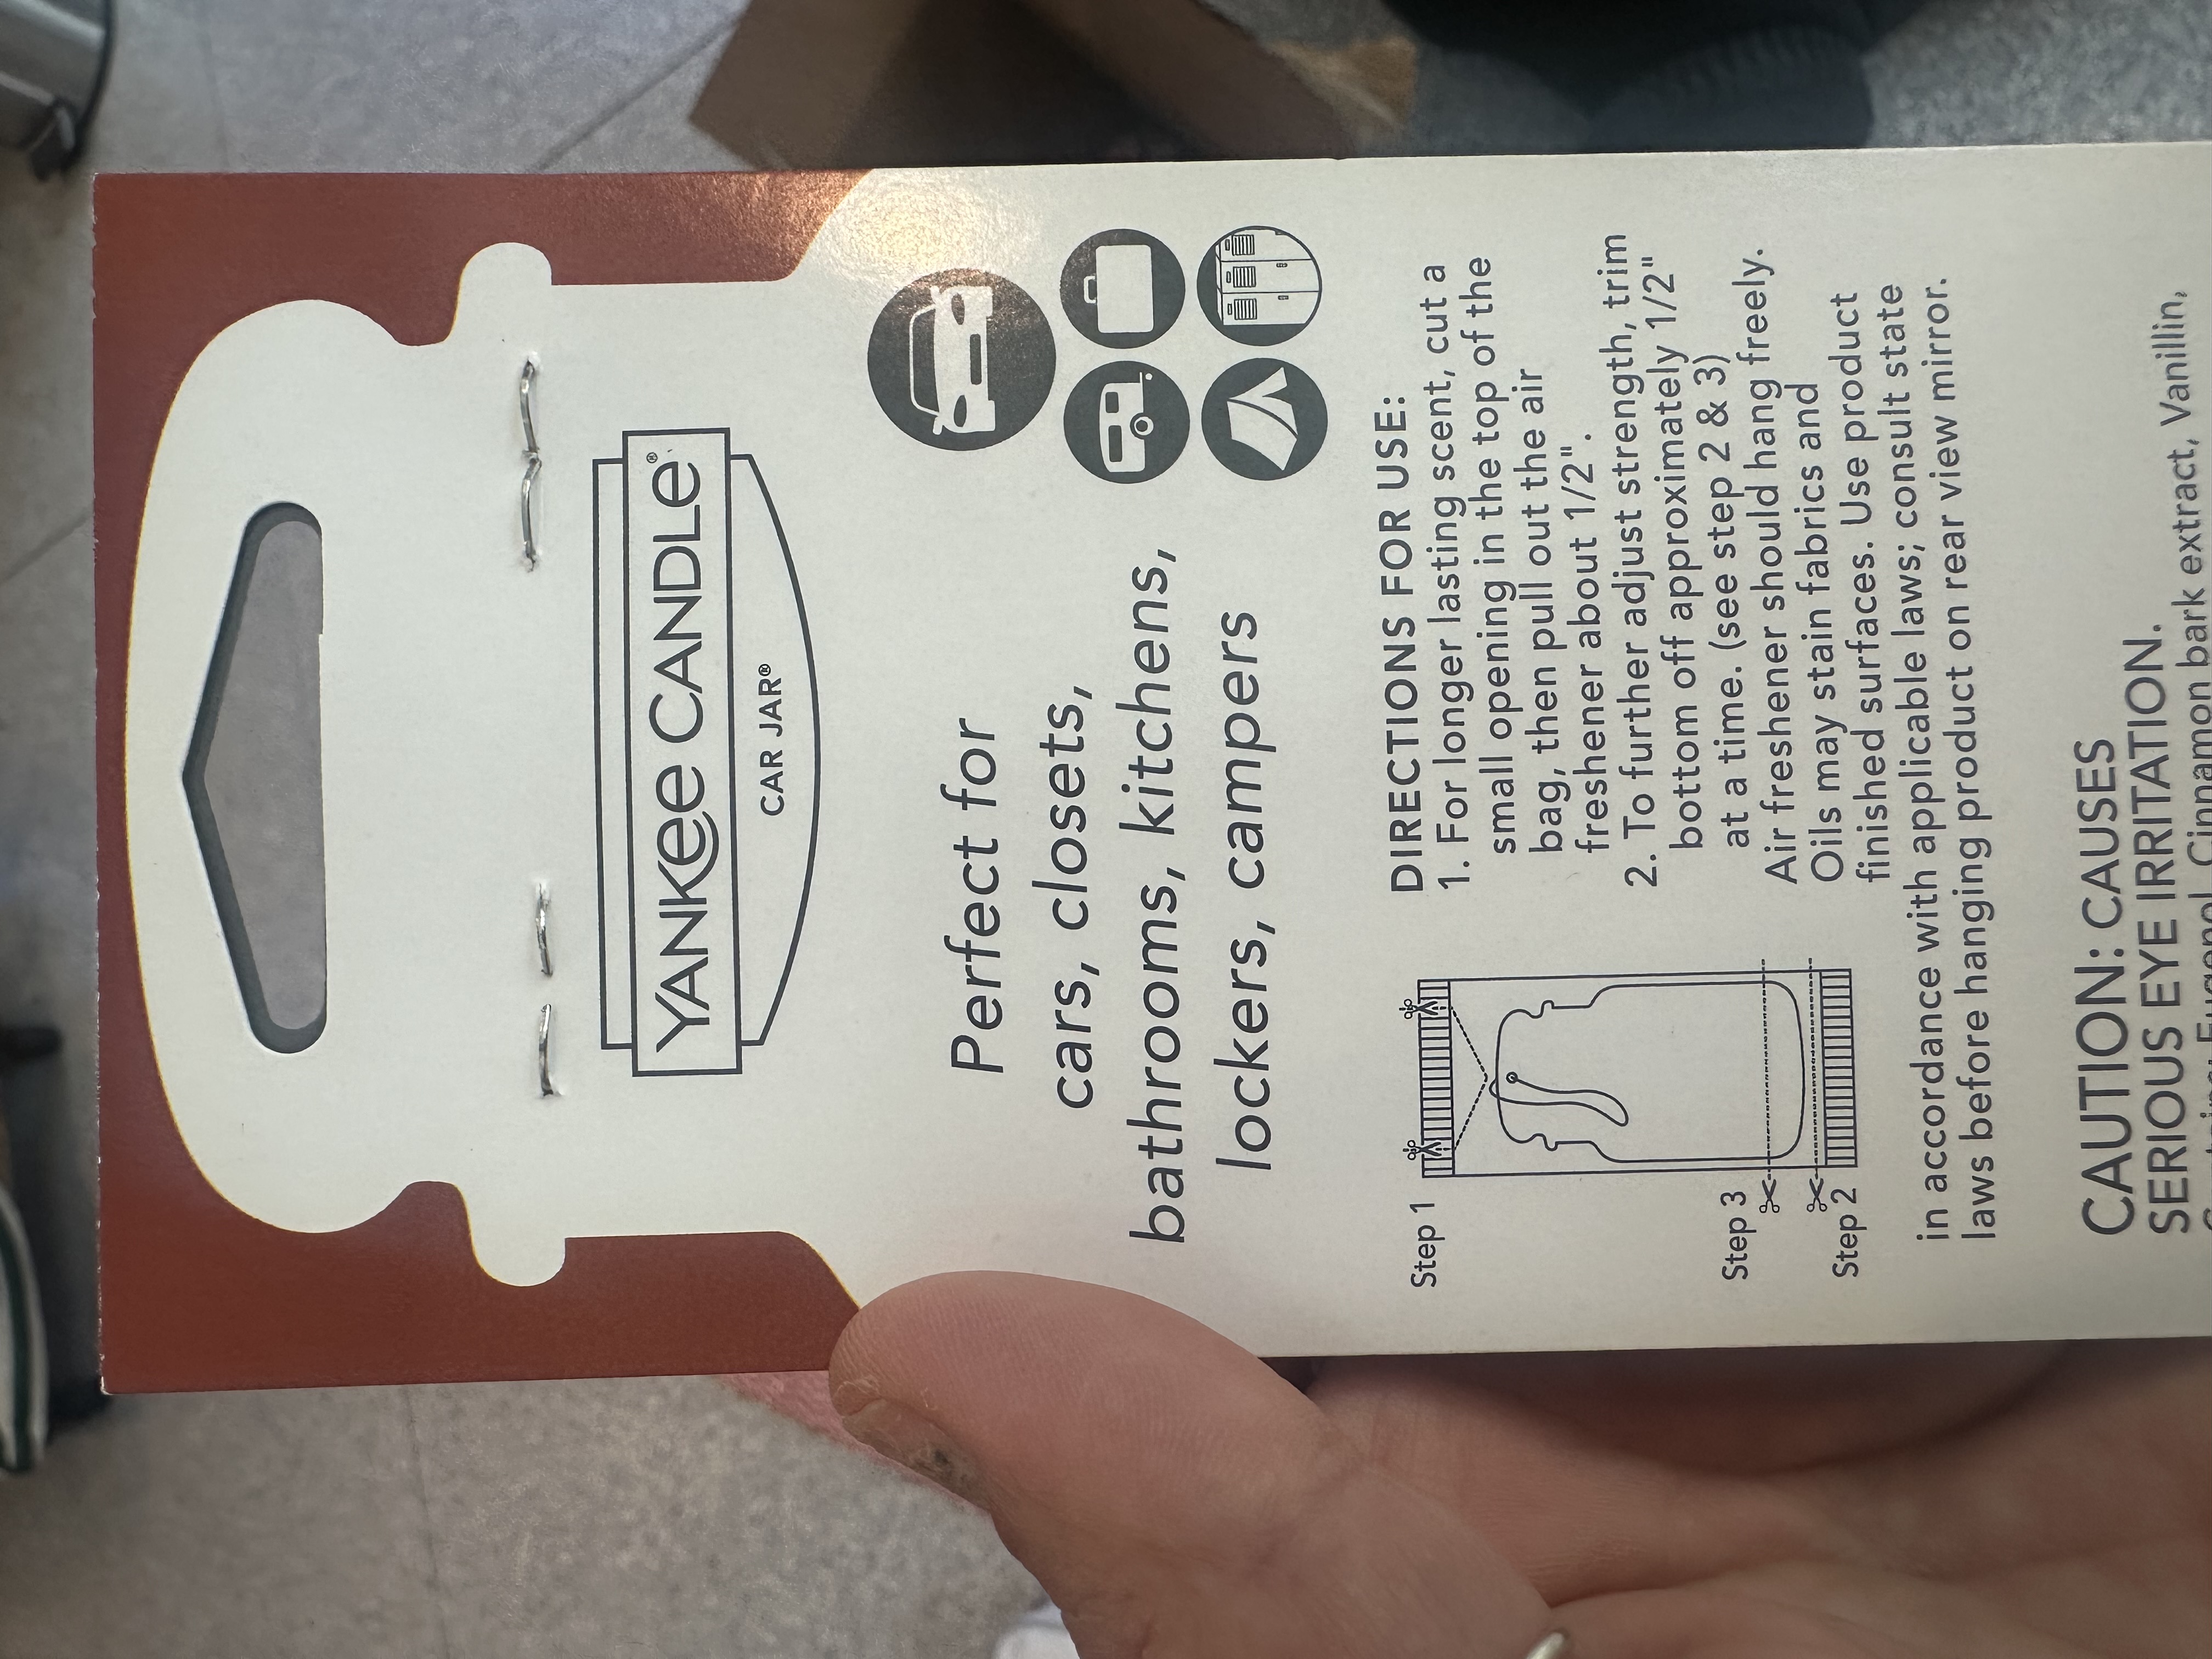 YANKEE CANDLE®
CAR JAR®
Perfect for
cars, closets,
bathrooms, kitchens,
lockers, campers
DIRECTIONS FOR USE:
1. For longer lasting scent, cut a
small opening in the top of the
bag, then pull out the air
freshener about 1/2".
2. To further adjust strength, trim
bottom off approximately 1/2"
at a time. (see step 2 & 3)
Air freshener should hang freely.
Oils may stain fabrics and
finished surfaces. Use product
in accordance with applicable laws; consult state
laws before hanging product on rear view mirror.
Step 1
Step 3
Step 2
CAUTION: CAUSES
SERIOUS EYE IRRITATION.
Eugenol, Cinnamon bark extract, Vanillin,